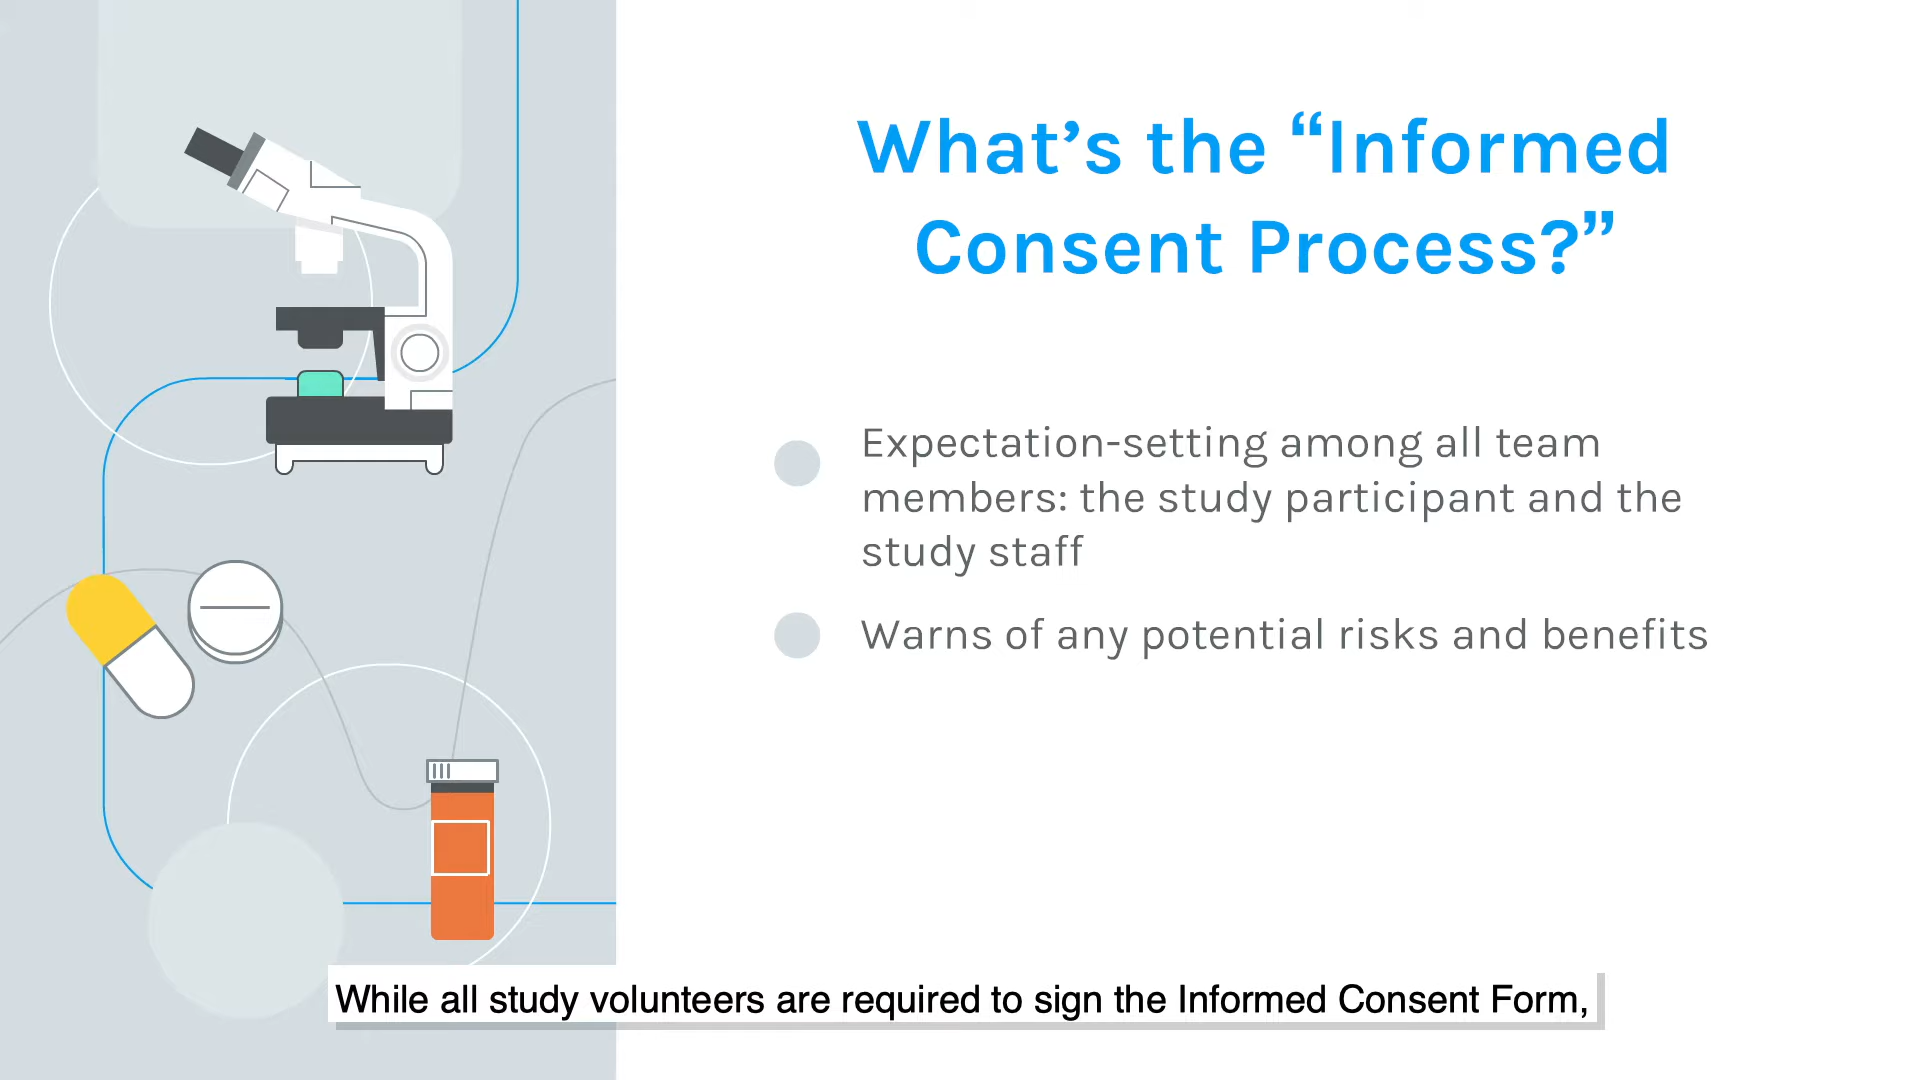 What’s the “Informed
Consent Process?”
Expectation-setting among all team
members: the study participant and the
study staff
Warns of any potential risks and benefits
While all study volunteers are required to sign the Informed Consent Form,